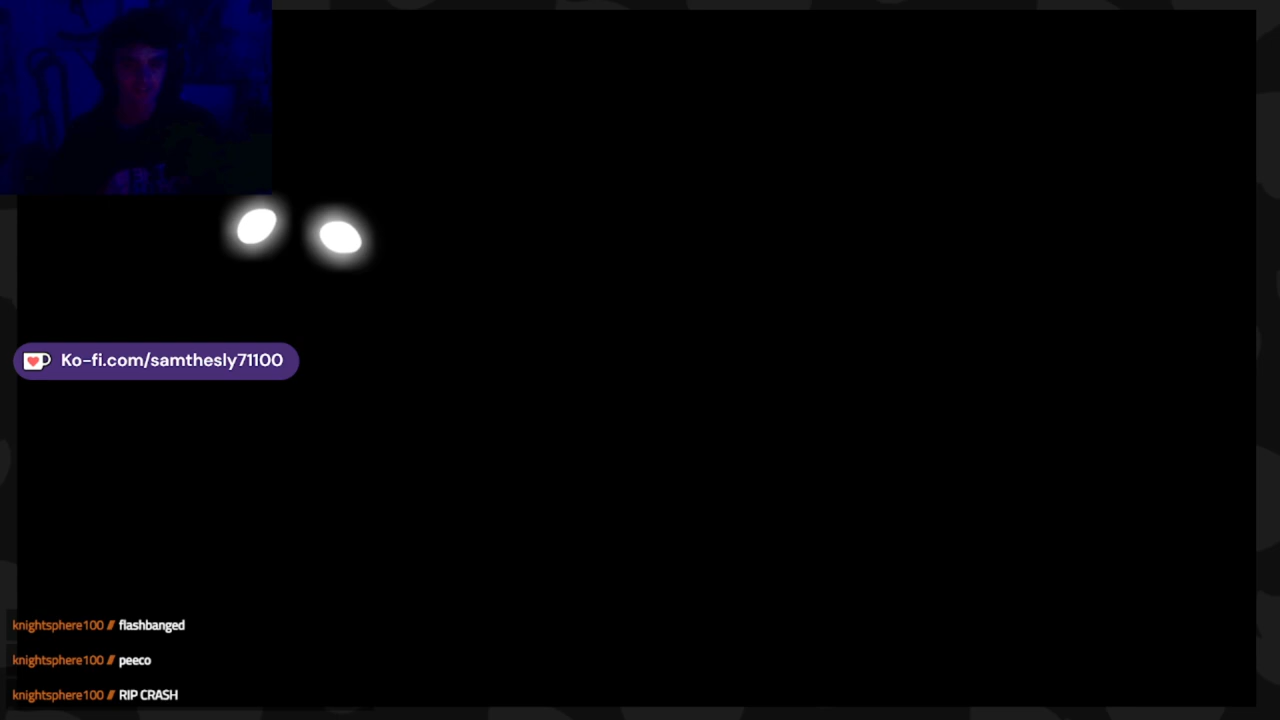 Ko-fi.com/samthesly71100
knightsphere100 // flashbanged
knightsphere100 // peeco
knightsphere100 // RIP CRASH